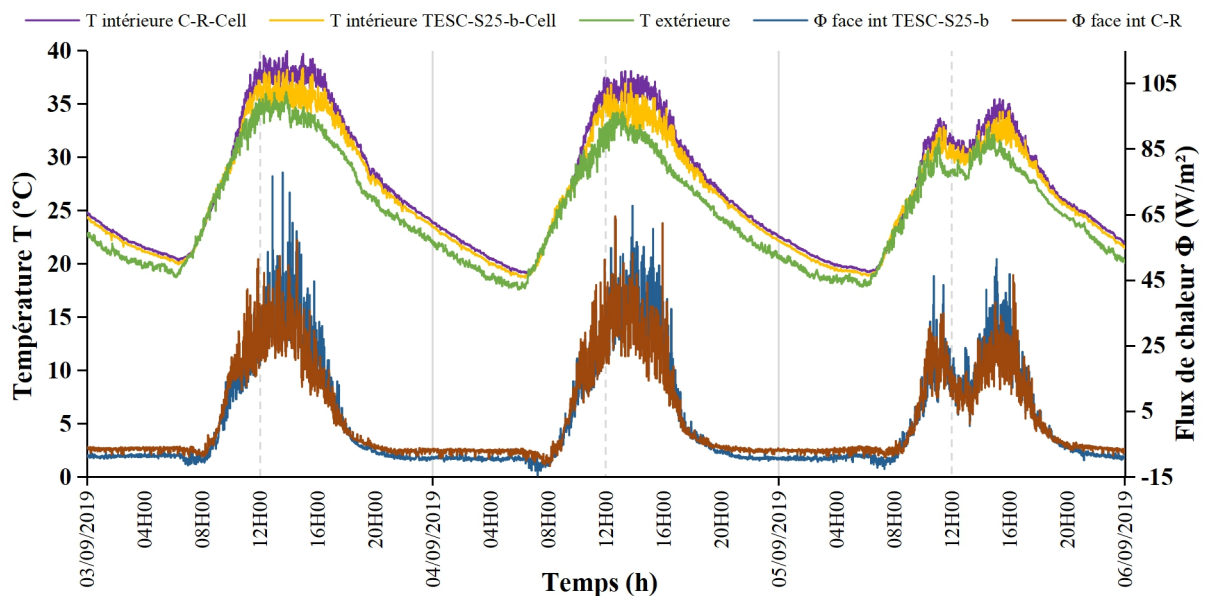 T intérieure C-R-Cell T intérieure TESC-S25-b-Cell T extérieure Φ face int TESC-S25-b Φ face int C-R
Température T (°C)
40
35
30
25
20
15
10
5
0
105
85
65
45
25
5
-15
Flux de chaleur Φ (W/m²)
03/09/2019
04H00
08H00
12H00
16H00
20H00
04/09/2019
04H00
08H00
12H00
16H00
20H00
05/09/2019
04H00
08H00
12H00
16H00
20H00
06/09/2019
Temps (h)